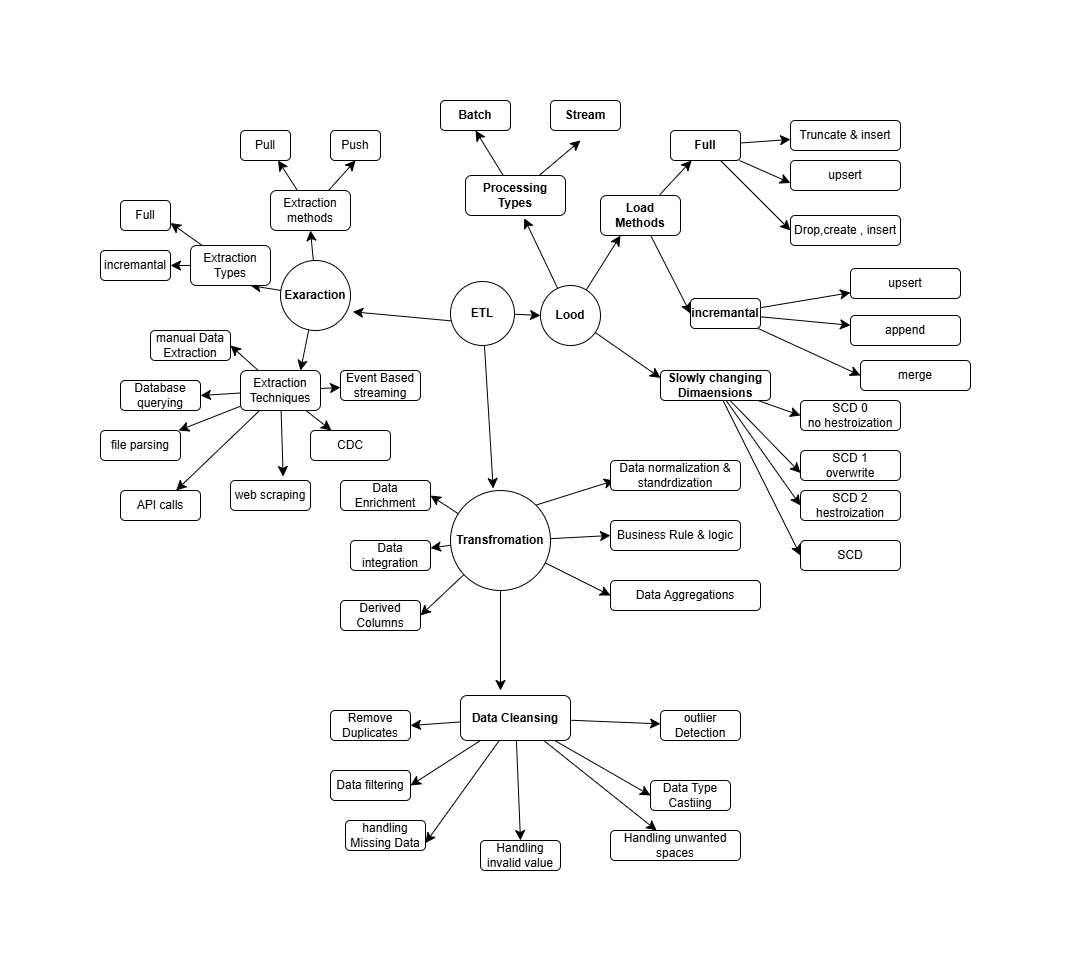 Batch
Stream
Pull
Push
Full
Truncate & insert
upsert
Drop,create , insert
Processing
Types
Load
Methods
Extraction
methods
Full
incremantal
Extraction
Types
Exaraction
ETL
Lood
incremantal
upsert
append
merge
Slowly changing
Dimaensions
SCD 0
no hestroization
SCD 1
overwrite
SCD 2
hestroization
SCD
manual Data
Extraction
Database
querying
Extraction
Techniques
Event Based
streaming
file parsing
CDC
API calls
web scraping
Data
Enrichment
Data
integration
Derived
Columns
Transfromation
Data normalization &
standrdization
Business Rule & logic
Data Aggregations
Data Cleansing
Remove
Duplicates
outlier
Detection
Data filtering
Data Type
Castiing
handling
Missing Data
Handling
invalid value
Handling unwanted
spaces